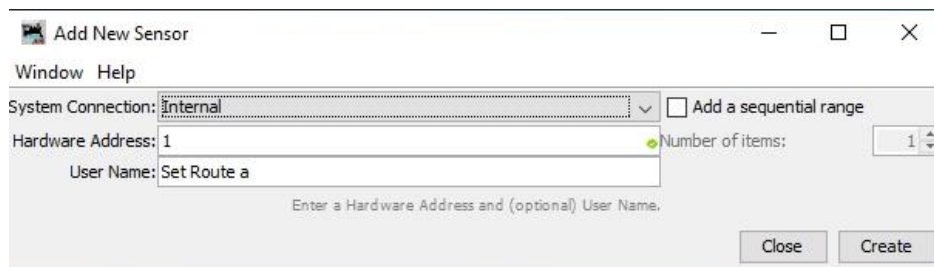 Add New Sensor
Window Help
System Connection: Internal Add a sequential range
Hardware Address: 1 Number of items: 1
User Name: Set Route a
Enter a Hardware Address and (optional) User Name.
Close Create